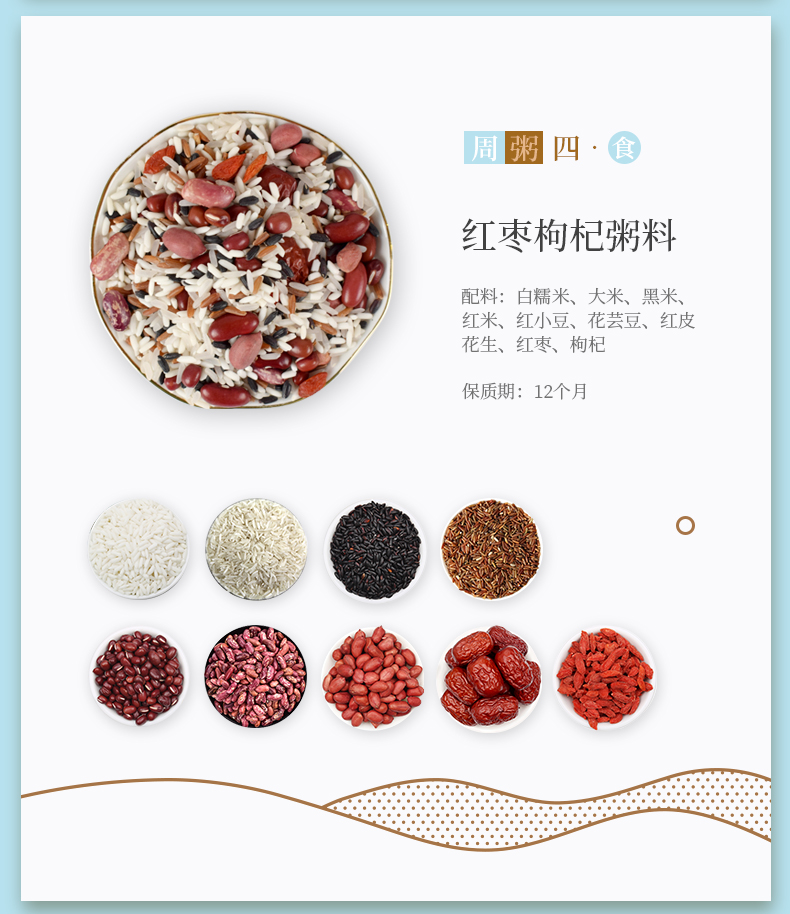 周粥四·食
红枣枸杞粥料
配料：白糯米、大米、黑米、
红米、红小豆、花芸豆、红皮
花生、红枣、枸杞
保质期：12个月